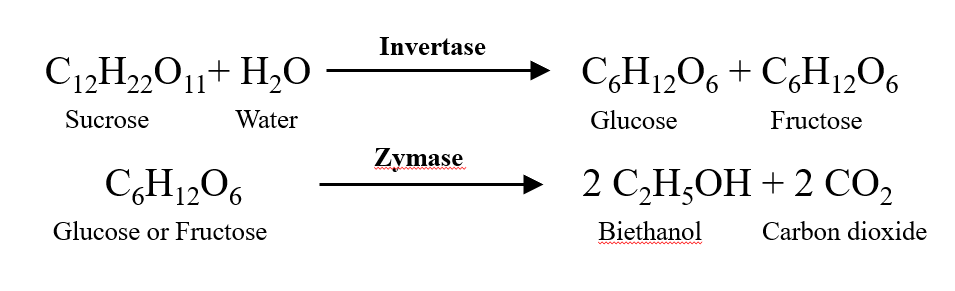 Invertase
C₁₂H₂₂O₁₁ + H₂O → C₆H₁₂O₆ + C₆H₁₂O₆
Sucrose Water Glucose Fructose
Zymase
C₆H₁₂O₆ → 2 C₂H₅OH + 2 CO₂
Glucose or Fructose Biethanol Carbon dioxide